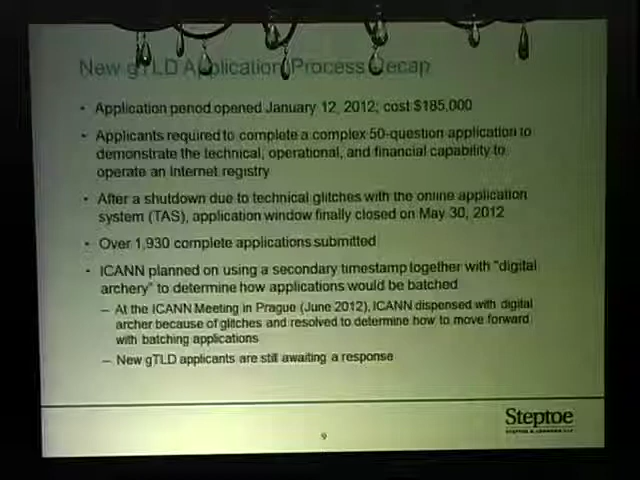 New gTLD Application Process Recap
• Application period opened January 12, 2012; cost $185,000
• Applicants required to complete a complex 50-question application to
demonstrate the technical, operational, and financial capability to
operate an Internet registry
• After a shutdown due to technical glitches with the online application
system (TAS), application window finally closed on May 30, 2012
• Over 1,930 complete applications submitted
• ICANN planned on using a secondary timestamp together with "digital
archery" to determine how applications would be batched
– At the ICANN Meeting in Prague (June 2012), ICANN dispensed with digital
archer because of glitches and resolved to determine how to move forward
with batching applications
– New gTLD applicants are still awaiting a response
Steptoe
STEPTOE & JOHNSON LLP
9